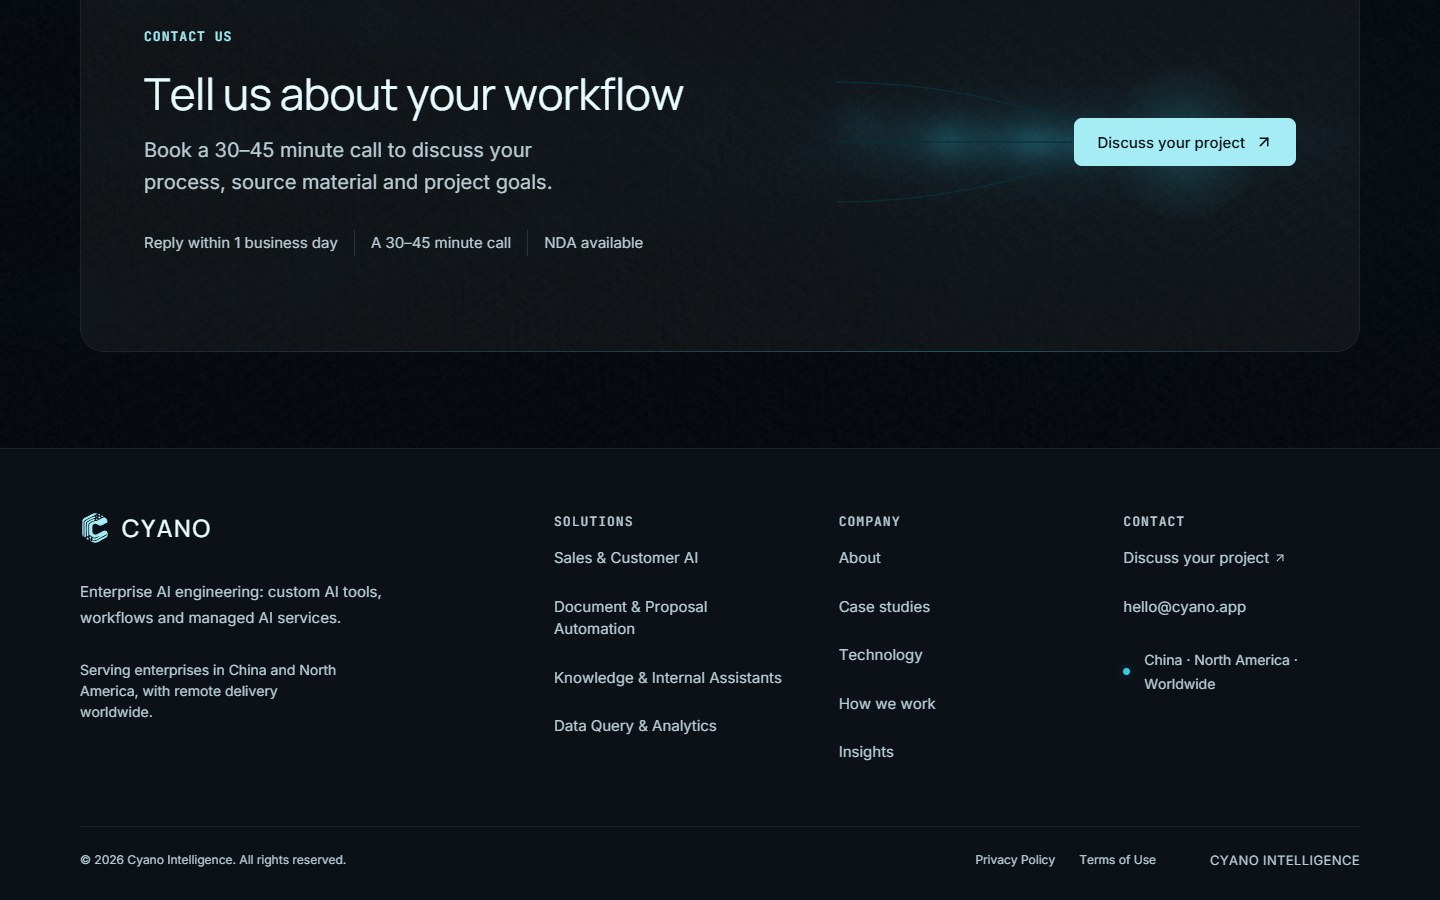 CONTACT US
Tell us about your workflow
Book a 30–45 minute call to discuss your
process, source material and project goals.
Discuss your project
Reply within 1 business day
A 30–45 minute call
NDA available
CYANO
Enterprise AI engineering: custom AI tools,
workflows and managed AI services.
Serving enterprises in China and North
America, with remote delivery
worldwide.
SOLUTIONS
Sales & Customer AI
Document & Proposal
Automation
Knowledge & Internal Assistants
Data Query & Analytics
COMPANY
About
Case studies
Technology
How we work
Insights
CONTACT
Discuss your project
hello@cyano.app
China · North America ·
Worldwide
© 2026 Cyano Intelligence. All rights reserved.
Privacy Policy
Terms of Use
CYANO INTELLIGENCE